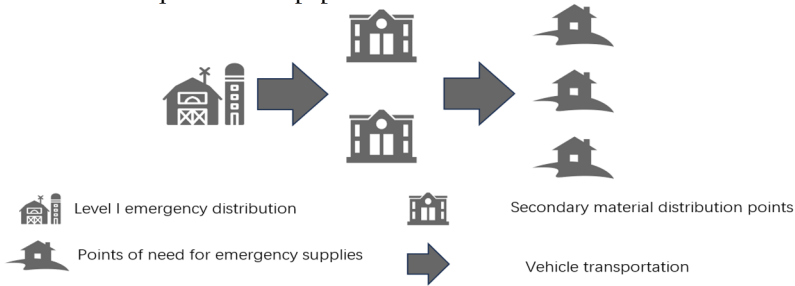 Level I emergency distribution
Secondary material distribution points
Points of need for emergency supplies
Vehicle transportation